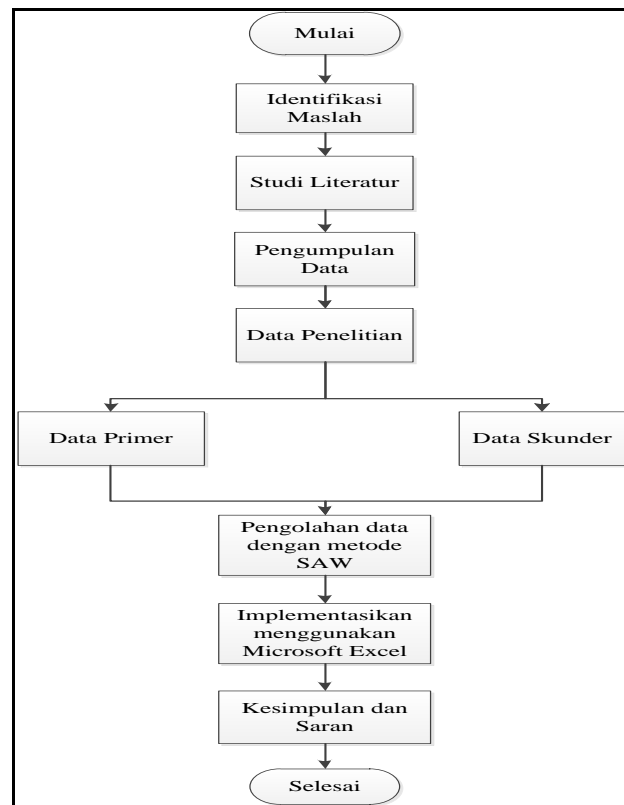 Mulai
Identifikasi
Maslah
Studi Literatur
Pengumpulan
Data
Data Penelitian
Data Primer
Data Skunder
Pengolahan data
dengan metode
SAW
Implementasikan
menggunakan
Microsoft Excel
Kesimpulan dan
Saran
Selesai